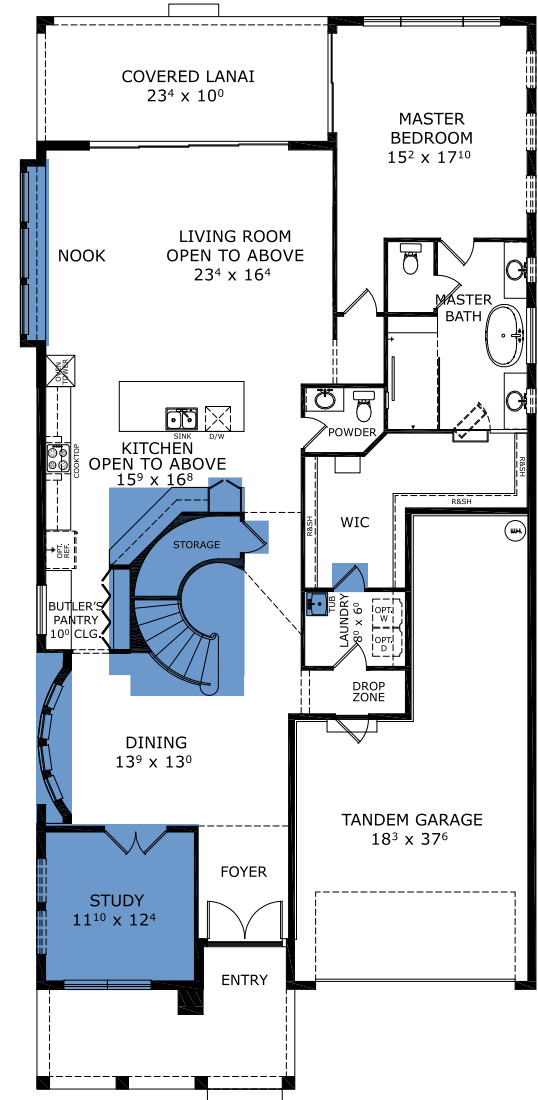 COVERED LANAI
23⁴ x 10⁰
MASTER
BEDROOM
15² x 17¹⁰
LIVING ROOM
OPEN TO ABOVE
23⁴ x 16⁴
NOOK
MASTER
BATH
OVEN
TOWER
SINK
D/W
POWDER
COOKTOP
KITCHEN
OPEN TO ABOVE
15⁹ x 16⁸
R&SH
R&SH
R&SH
WIC
WH
STORAGE
OPT.
REF.
BUTLER'S
PANTRY
10⁰ CLG.
TUB
LAUNDRY
8⁰ x 6⁰
OPT.
W
OPT.
D
DROP
ZONE
DINING
13⁹ x 13⁰
TANDEM GARAGE
18³ x 37⁶
FOYER
STUDY
11¹⁰ x 12⁴
ENTRY